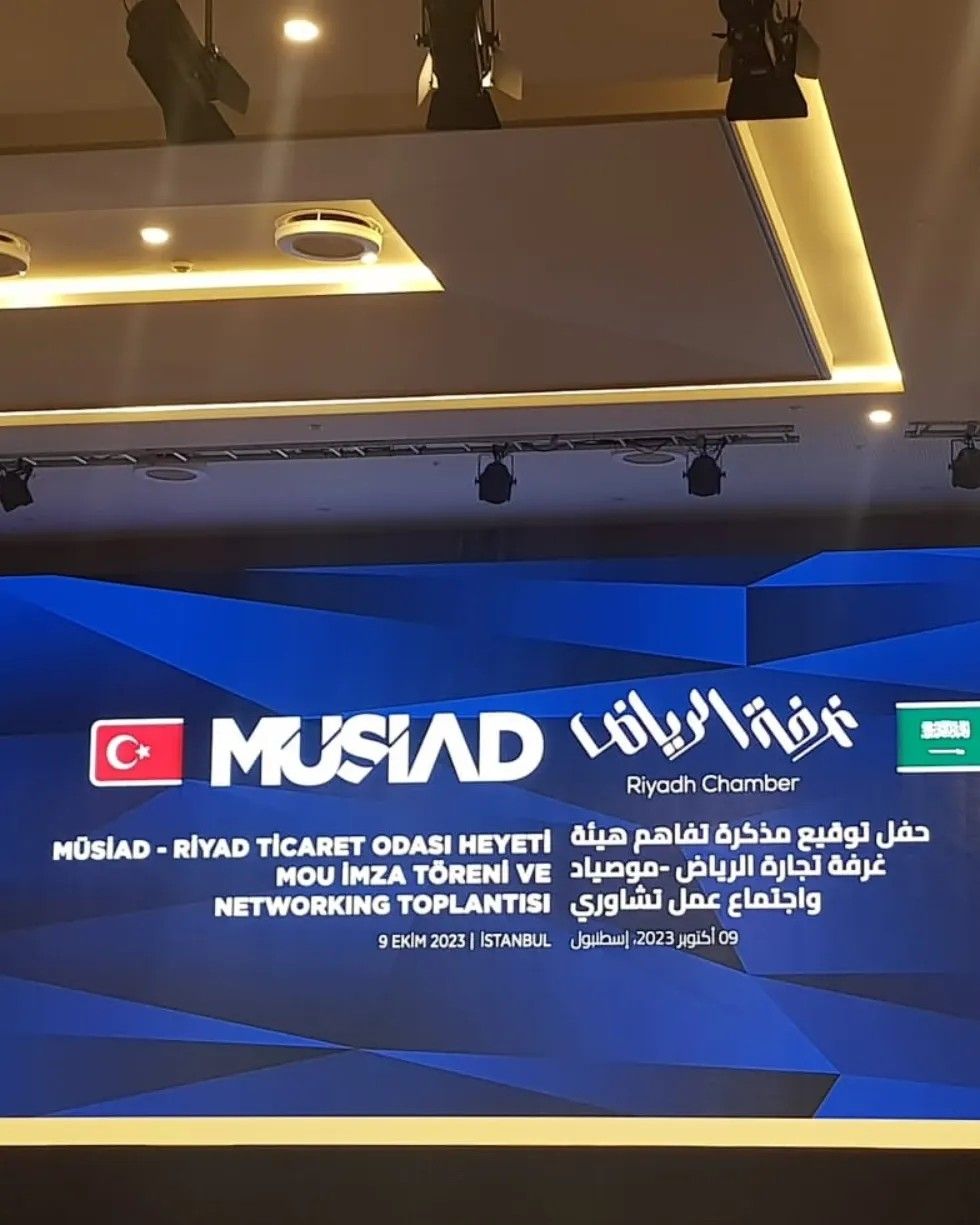 MÜSİAD
غرفة الرياض
Riyadh Chamber
MÜSİAD - RİYAD TİCARET ODASI HEYETİ
MOU İMZA TÖRENİ VE
NETWORKING TOPLANTISI
9 EKİM 2023 | İSTANBUL
حفل توقيع مذكرة تفاهم هيئة
غرفة تجارة الرياض -موصياد
واجتماع عمل تشاوري
09 أكتوبر 2023، إسطنبول